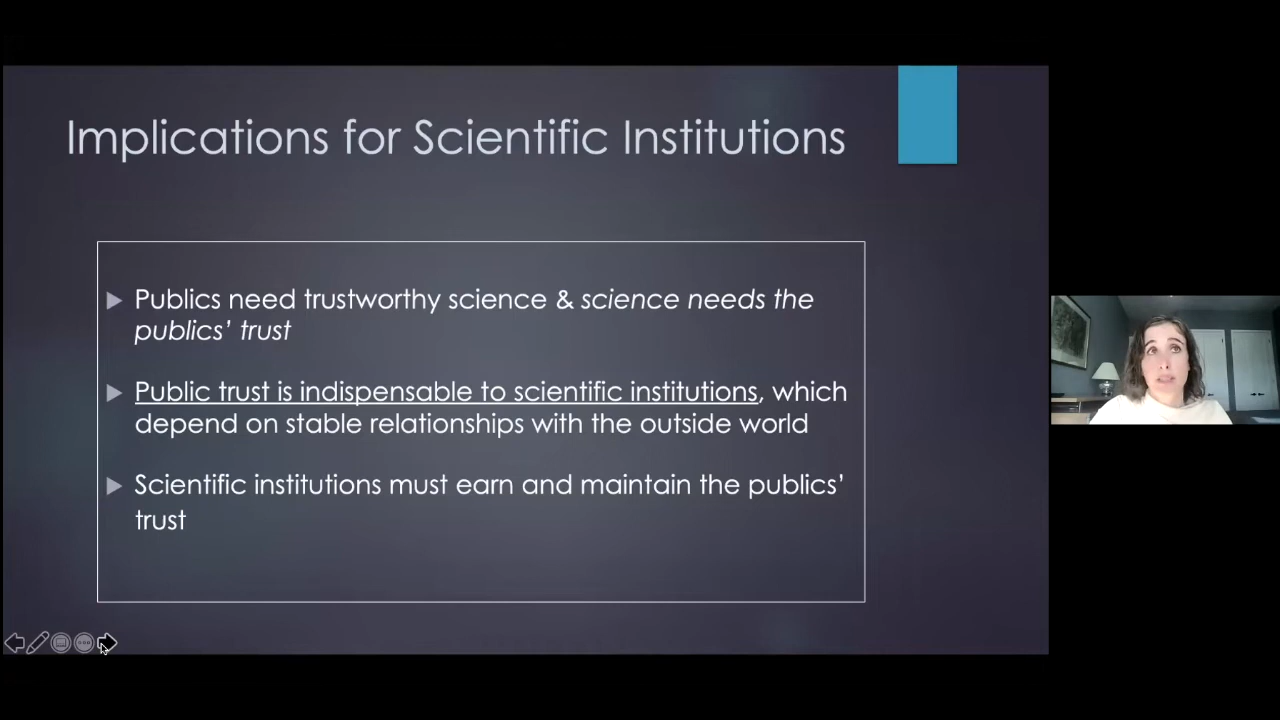 Implications for Scientific Institutions
Publics need trustworthy science & science needs the
publics' trust
Public trust is indispensable to scientific institutions, which
depend on stable relationships with the outside world
Scientific institutions must earn and maintain the publics'
trust